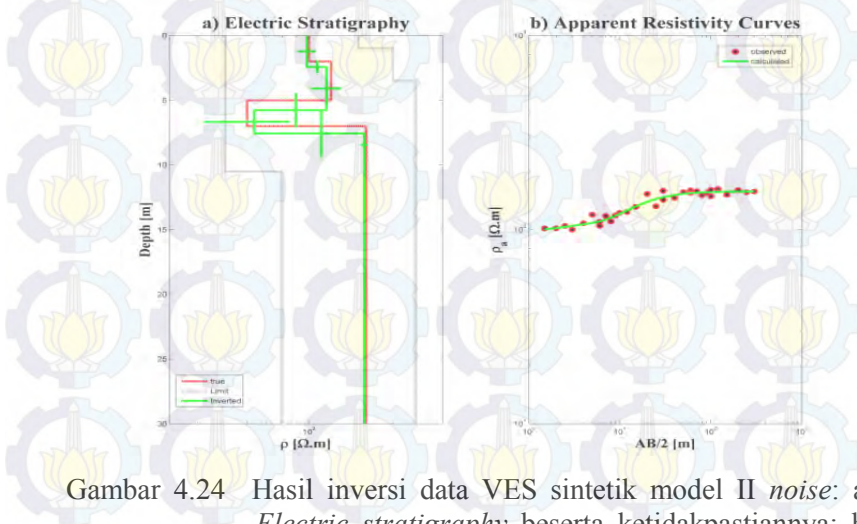 a) Electric Stratigraphy
b) Apparent Resistivity Curves
Depth [m]
0
5
10
15
20
25
30
true
Limit
Inverted
ρ [Ω.m]
observed
calculated
ρa [Ω.m]
AB/2 [m]
Gambar 4.24 Hasil inversi data VES sintetik model II noise: a
Electric stratigraphy beserta ketidakpastiannya; b